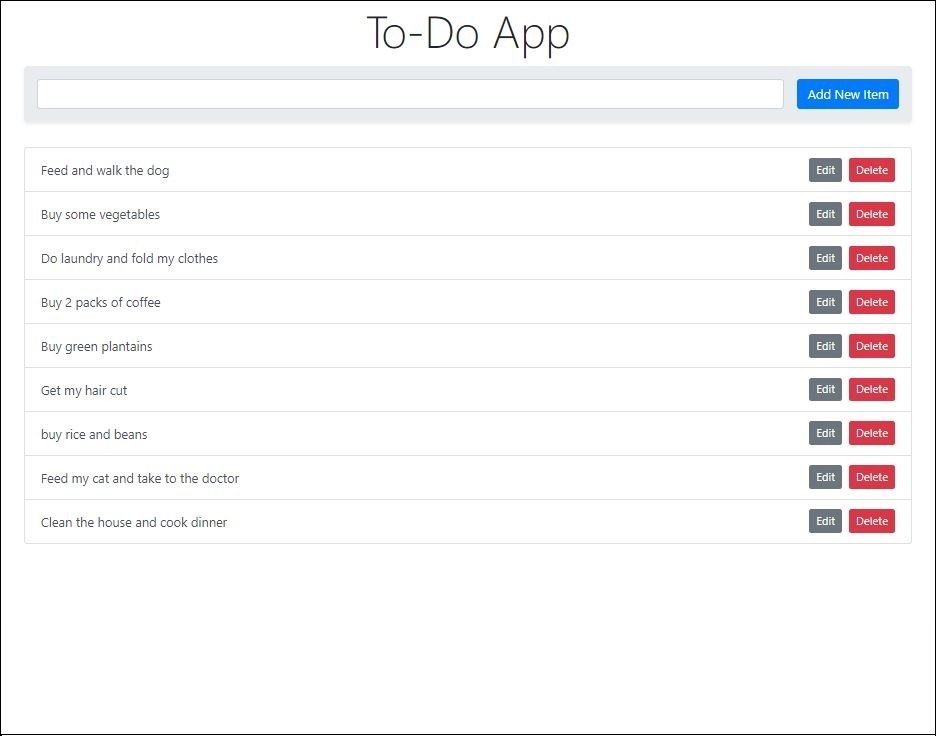 To-Do App
Add New Item
Feed and walk the dog Edit Delete
Buy some vegetables Edit Delete
Do laundry and fold my clothes Edit Delete
Buy 2 packs of coffee Edit Delete
Buy green plantains Edit Delete
Get my hair cut Edit Delete
buy rice and beans Edit Delete
Feed my cat and take to the doctor Edit Delete
Clean the house and cook dinner Edit Delete